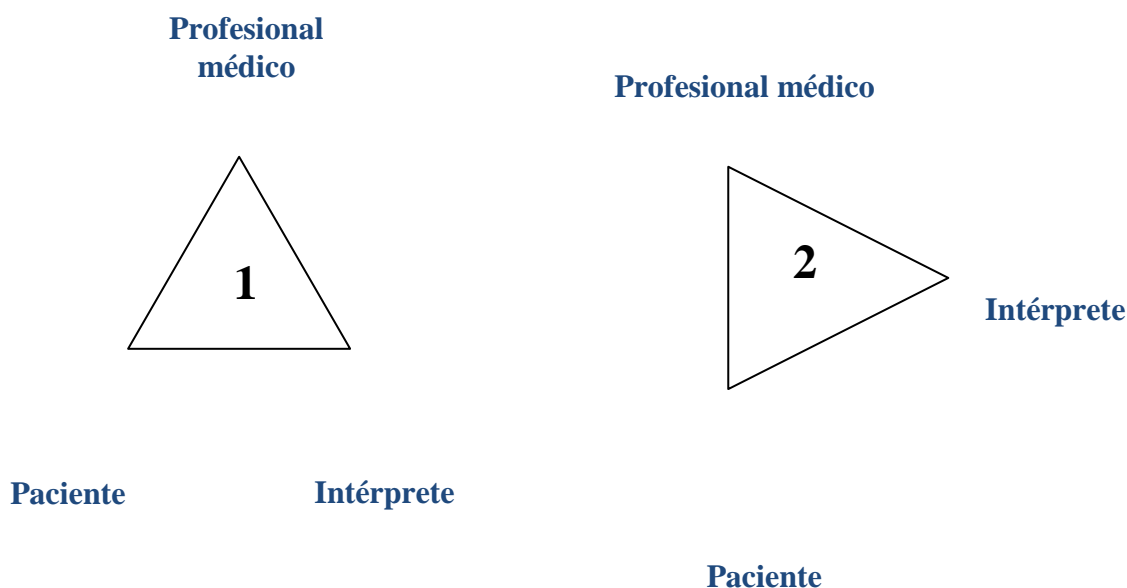 Profesional
médico
1
Paciente
Intérprete
Profesional médico
2
Intérprete
Paciente